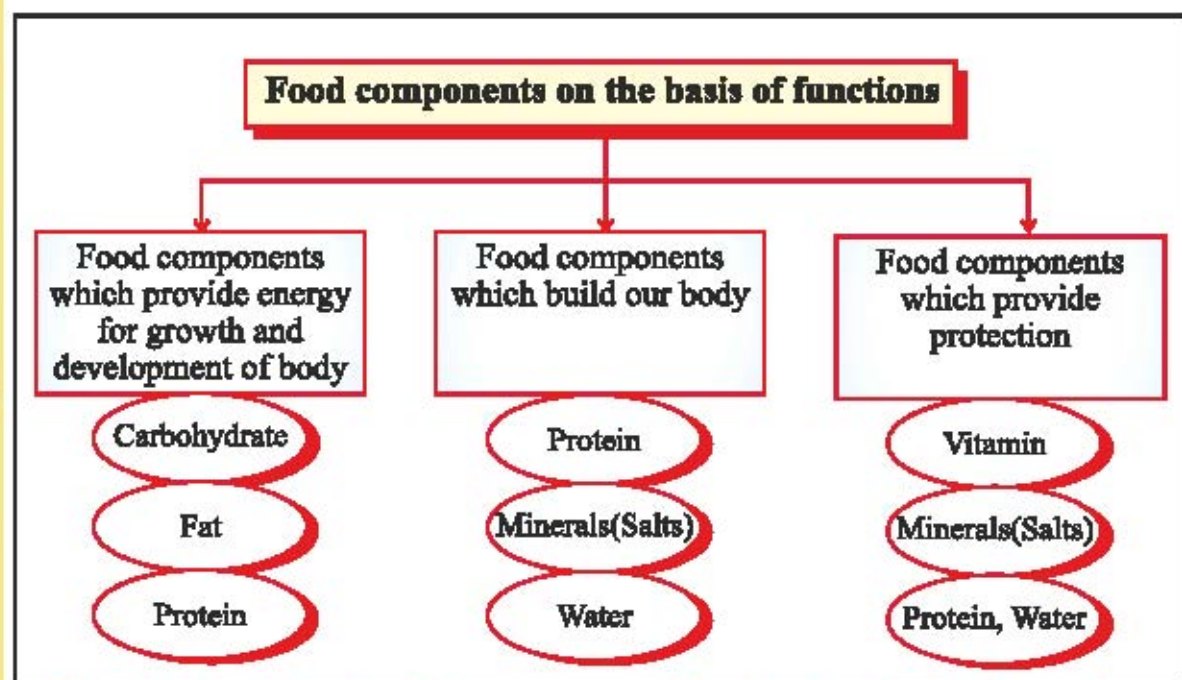 Food components on the basis of functions
Food components
which provide energy
for growth and
development of body
Carbohydrate
Fat
Protein
Food components
which build our body
Protein
Minerals(Salts)
Water
Food components
which provide
protection
Vitamin
Minerals(Salts)
Protein, Water